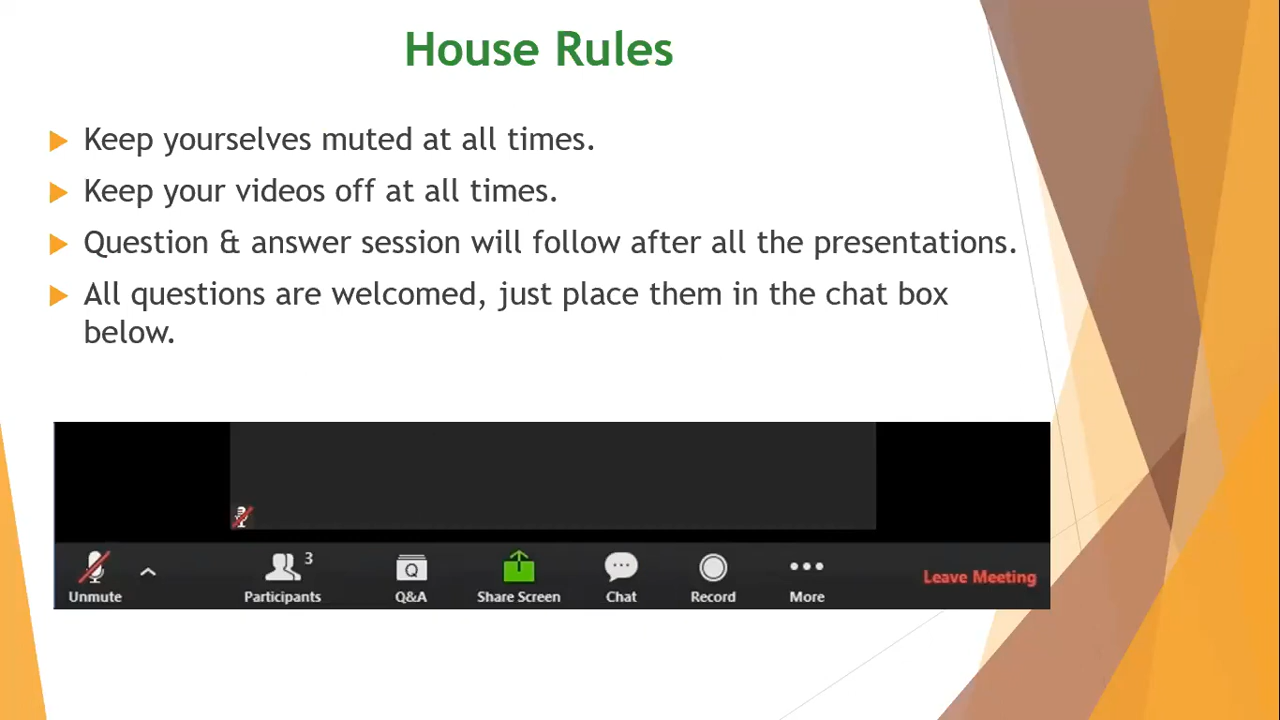 House Rules
Keep yourselves muted at all times.
Keep your videos off at all times.
Question & answer session will follow after all the presentations.
All questions are welcomed, just place them in the chat box
below.
3
Q
Unmute Participants Q&A Share Screen Chat Record More Leave Meeting